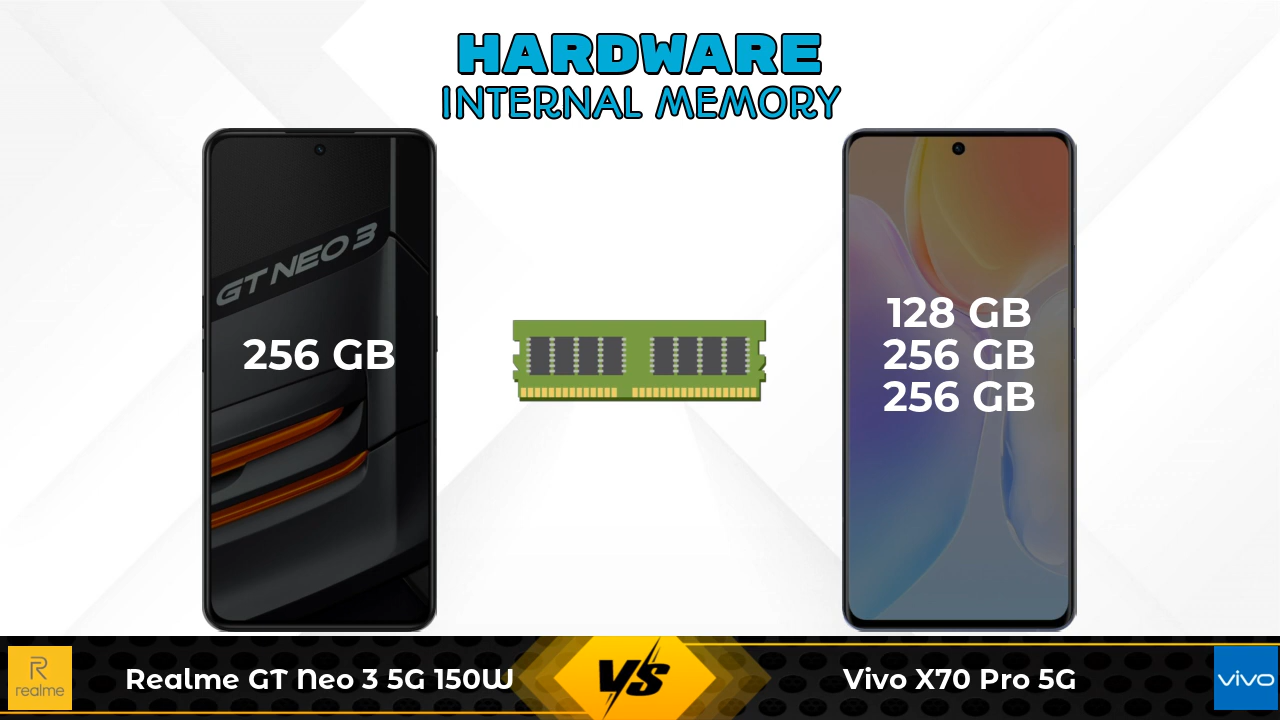 HARDWARE
INTERNAL MEMORY
GT NEO 3
256 GB
128 GB
256 GB
256 GB
R
realme
Realme GT Neo 3 5G 150W
VS
Vivo X70 Pro 5G
vivo